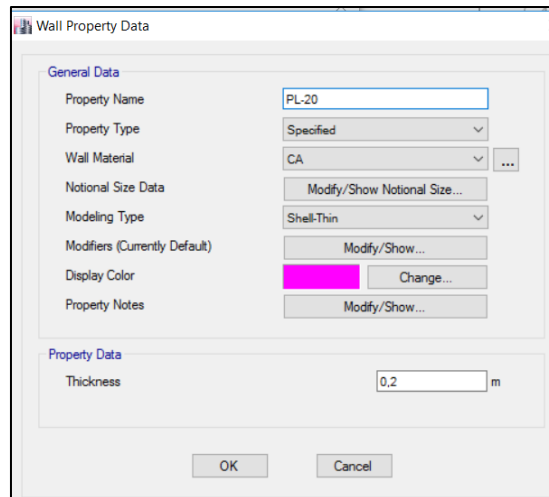 Wall Property Data
General Data
Property Name PL-20
Property Type Specified
Wall Material CA ...
Notional Size Data Modify/Show Notional Size...
Modeling Type Shell-Thin
Modifiers (Currently Default) Modify/Show...
Display Color Change...
Property Notes Modify/Show...
Property Data
Thickness 0,2 m
OK Cancel